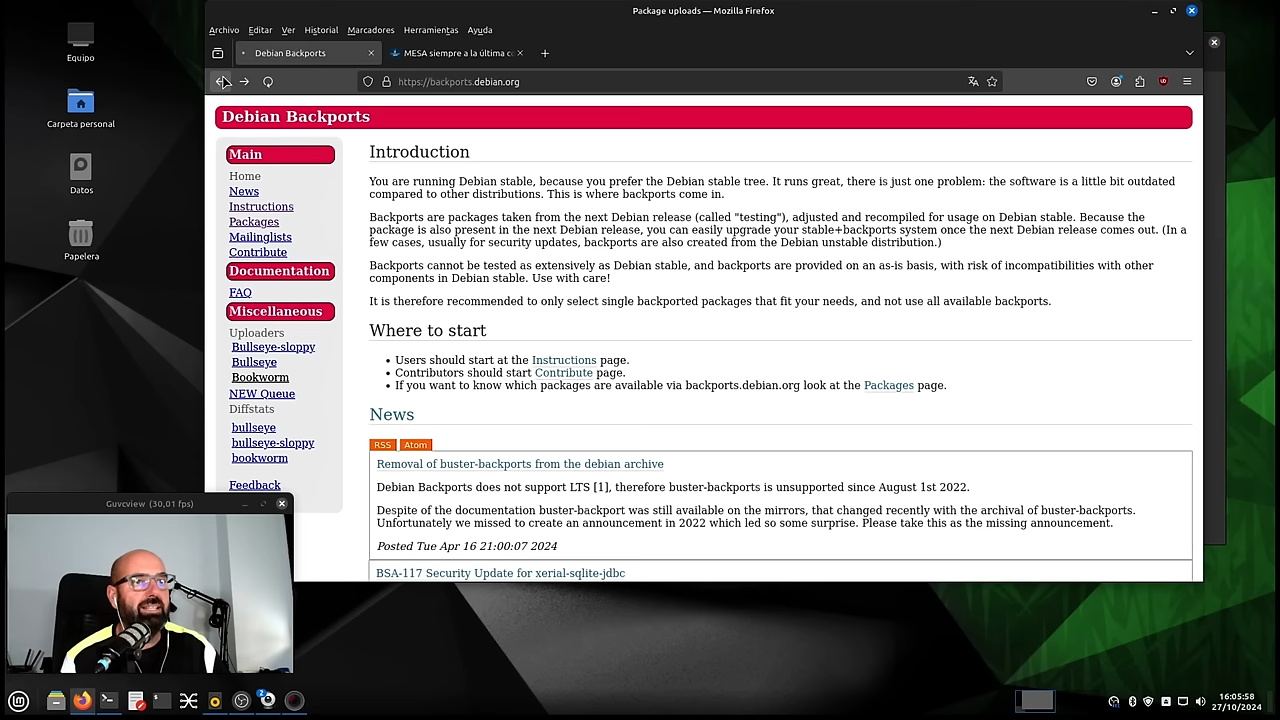 Package uploads — Mozilla Firefox
Archivo Editar Ver Historial Marcadores Herramientas Ayuda
Debian Backports
MESA siempre a la última
https://backports.debian.org
Equipo
Carpeta personal
Datos
Papelera
Debian Backports
Main
Home
News
Instructions
Packages
Mailinglists
Contribute
Documentation
FAQ
Miscellaneous
Uploaders
Bullseye-sloppy
Bullseye
Bookworm
NEW Queue
Diffstats
bullseye
bullseye-sloppy
bookworm
Feedback
Introduction
You are running Debian stable, because you prefer the Debian stable tree. It runs great, there is just one problem: the software is a little bit outdated
compared to other distributions. This is where backports come in.
Backports are packages taken from the next Debian release (called "testing"), adjusted and recompiled for usage on Debian stable. Because the
package is also present in the next Debian release, you can easily upgrade your stable+backports system once the next Debian release comes out. (In a
few cases, usually for security updates, backports are also created from the Debian unstable distribution.)
Backports cannot be tested as extensively as Debian stable, and backports are provided on an as-is basis, with risk of incompatibilities with other
components in Debian stable. Use with care!
It is therefore recommended to only select single backported packages that fit your needs, and not use all available backports.
Where to start
• Users should start at the Instructions page.
• Contributors should start Contribute page.
• If you want to know which packages are available via backports.debian.org look at the Packages page.
News
RSS Atom
Removal of buster-backports from the debian archive
Debian Backports does not support LTS [1], therefore buster-backports is unsupported since August 1st 2022.
Despite of the documentation buster-backport was still available on the mirrors, that changed recently with the archival of buster-backports.
Unfortunately we missed to create an announcement in 2022 which led so some surprise. Please take this as the missing announcement.
Posted Tue Apr 16 21:00:07 2024
BSA-117 Security Update for xerial-sqlite-jdbc
Guvcview (30,01 fps)
2
16:05:58
27/10/2024